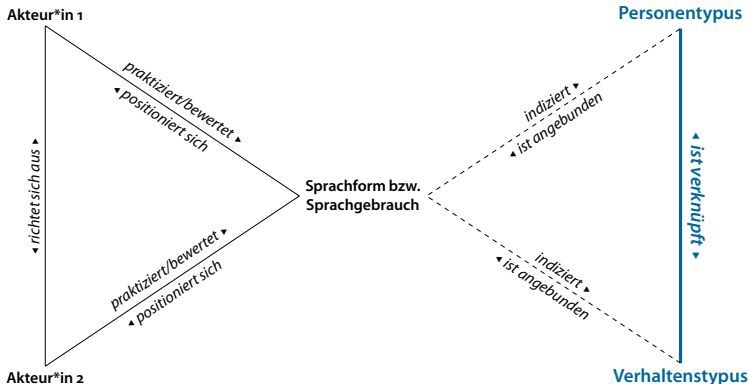 Akteur*in 1
Personentypus
praktiziert/bewertet ▸
◂ positioniert sich
indiziert ▸
◂ ist angebunden
◂ richtet sich aus ▸
Sprachform bzw.
Sprachgebrauch
◂ ist verknüpft ▸
praktiziert/bewertet ▸
◂ positioniert sich
indiziert ▸
◂ ist angebunden
Akteur*in 2
Verhaltenstypus